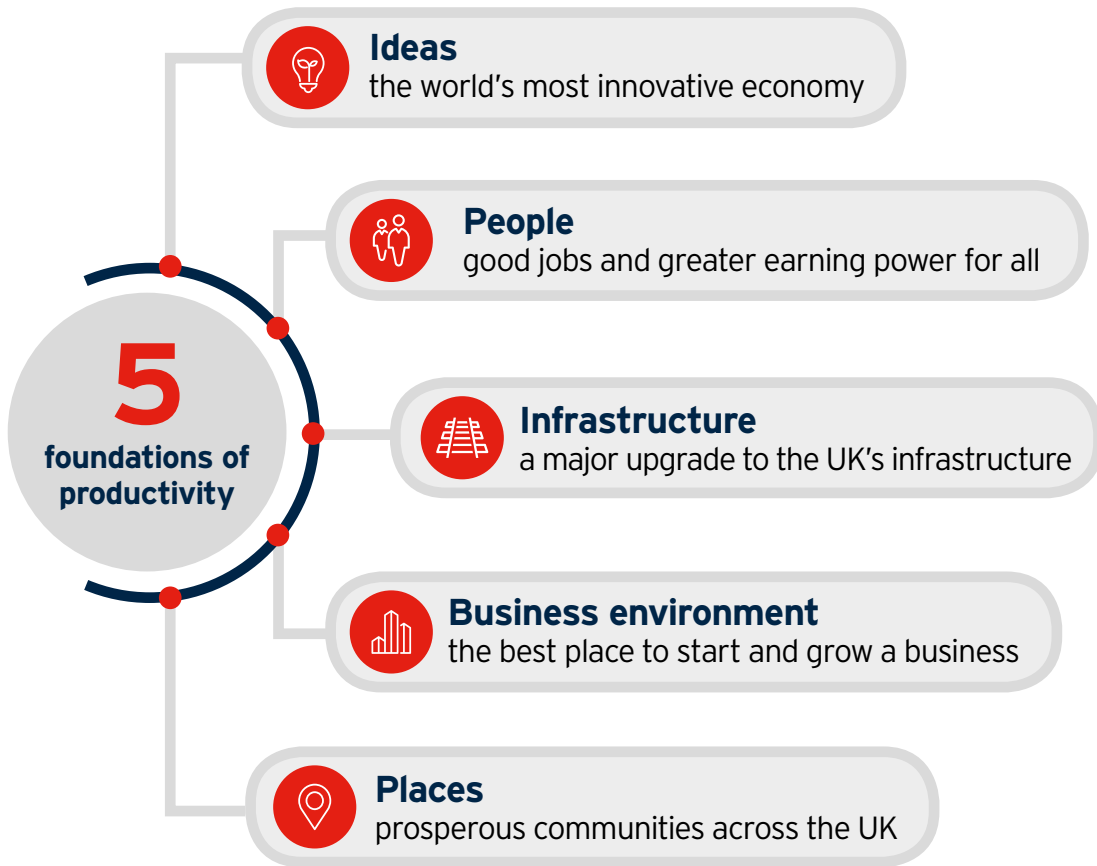 Ideas
the world's most innovative economy
People
good jobs and greater earning power for all
5
foundations of
productivity
Infrastructure
a major upgrade to the UK's infrastructure
Business environment
the best place to start and grow a business
Places
prosperous communities across the UK